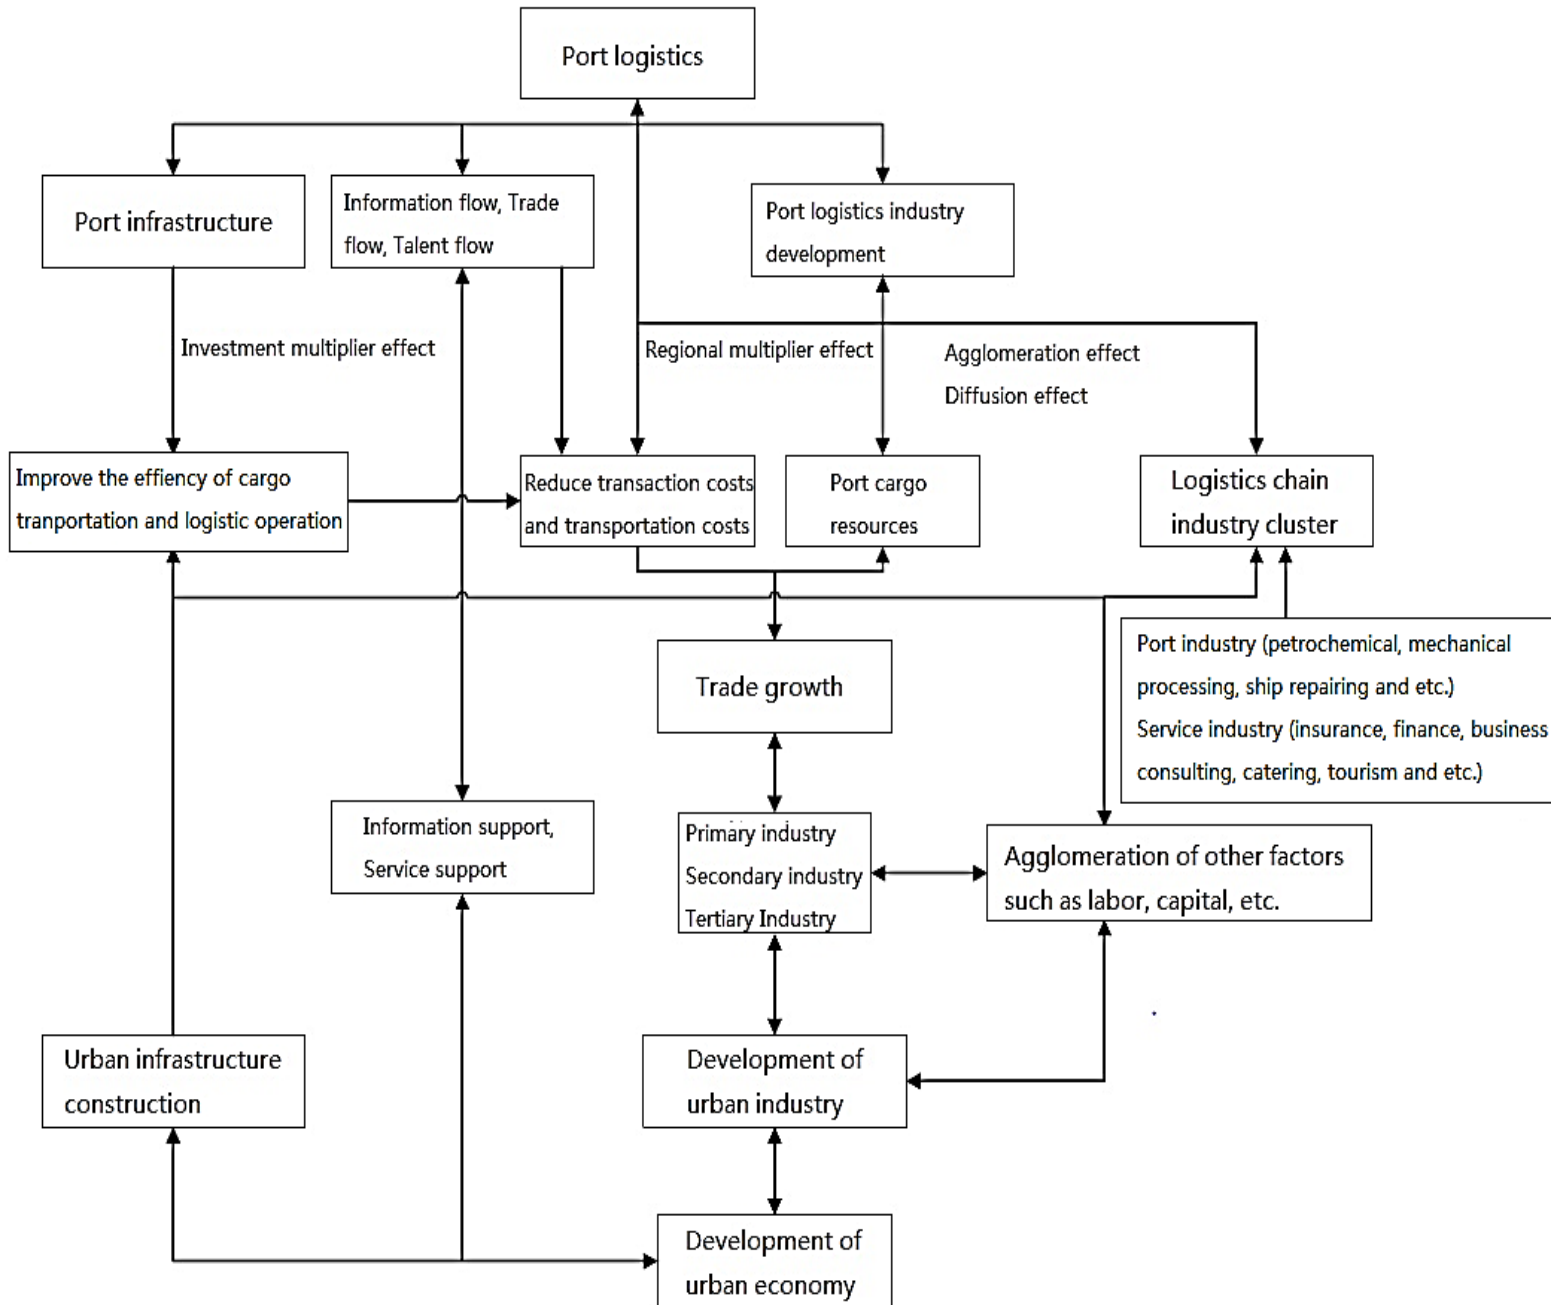 Port logistics
Port infrastructure
Information flow, Trade
flow, Talent flow
Port logistics industry
development
Investment multiplier effect
Regional multiplier effect
Agglomeration effect
Diffusion effect
Improve the effiency of cargo
tranportation and logistic operation
Reduce transaction costs
and transportation costs
Port cargo
resources
Logistics chain
industry cluster
Port industry (petrochemical, mechanical
processing, ship repairing and etc.)
Service industry (insurance, finance, business
consulting, catering, tourism and etc.)
Trade growth
Information support,
Service support
Primary industry
Secondary industry
Tertiary Industry
Agglomeration of other factors
such as labor, capital, etc.
Urban infrastructure
construction
Development of
urban industry
Development of
urban economy